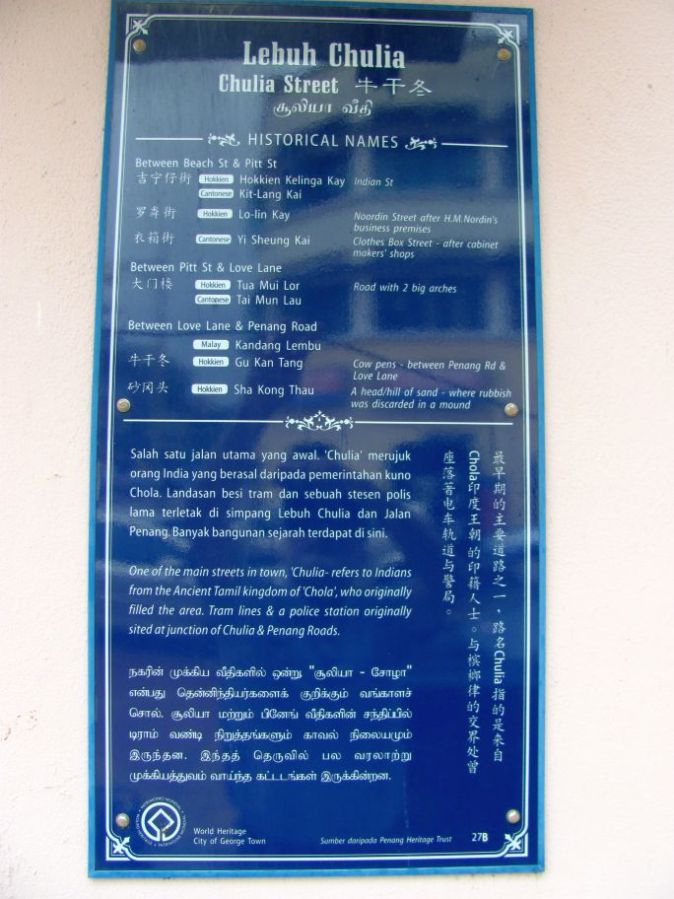 Lebuh Chulia
Chulia Street 牛干冬
சூலியா வீதி
HISTORICAL NAMES
Between Beach St & Pitt St
吉宁仔街 Hokkien Hokkien Kelinga Kay Indian St
Cantonese Kit-Lang Kai
罗粦街 Hokkien Lo-lin Kay Noordin Street after H.M.Nordin's
business premises
衣箱街 Cantonese Yi Sheung Kai Clothes Box Street - after cabinet
makers' shops
Between Pitt St & Love Lane
大门楼 Hokkien Tua Mui Lor Road with 2 big arches
Cantonese Tai Mun Lau
Between Love Lane & Penang Road
Malay Kandang Lembu
牛干冬 Hokkien Gu Kan Tang Cow pens - between Penang Rd &
Love Lane
砂冈头 Hokkien Sha Kong Thau A head/hill of sand - where rubbish
was discarded in a mound
Salah satu jalan utama yang awal. 'Chulia' merujuk
orang India yang berasal daripada pemerintahan kuno
Chola. Landasan besi tram dan sebuah stesen polis
lama terletak di simpang Lebuh Chulia dan Jalan
Penang. Banyak bangunan sejarah terdapat di sini.
One of the main streets in town, 'Chulia- refers to Indians
from the Ancient Tamil kingdom of 'Chola', who originally
filled the area. Tram lines & a police station originally
sited at junction of Chulia & Penang Roads.
நகரின் முக்கிய வீதிகளில் ஒன்று "சூலியா - சோழா"
என்பது தென்னிந்தியர்களைக் குறிக்கும் வங்காளச்
சொல். சூலியா மற்றும் பினேங் வீதிகளின் சந்திப்பில்
டிராம் வண்டி நிறுத்தங்களும் காவல் நிலையமும்
இருந்தன. இந்தத் தெருவில் பல வரலாற்று
முக்கியத்துவம் வாய்ந்த கட்டடங்கள் இருக்கின்றன.
最早期的主要道路之一，路名Chulia指的是来自
Chola印度王朝的印籍人士。与槟榔律的交界处曾
座落著电车轨道与警局。
World Heritage
City of George Town
Sumber daripada Penang Heritage Trust
27B